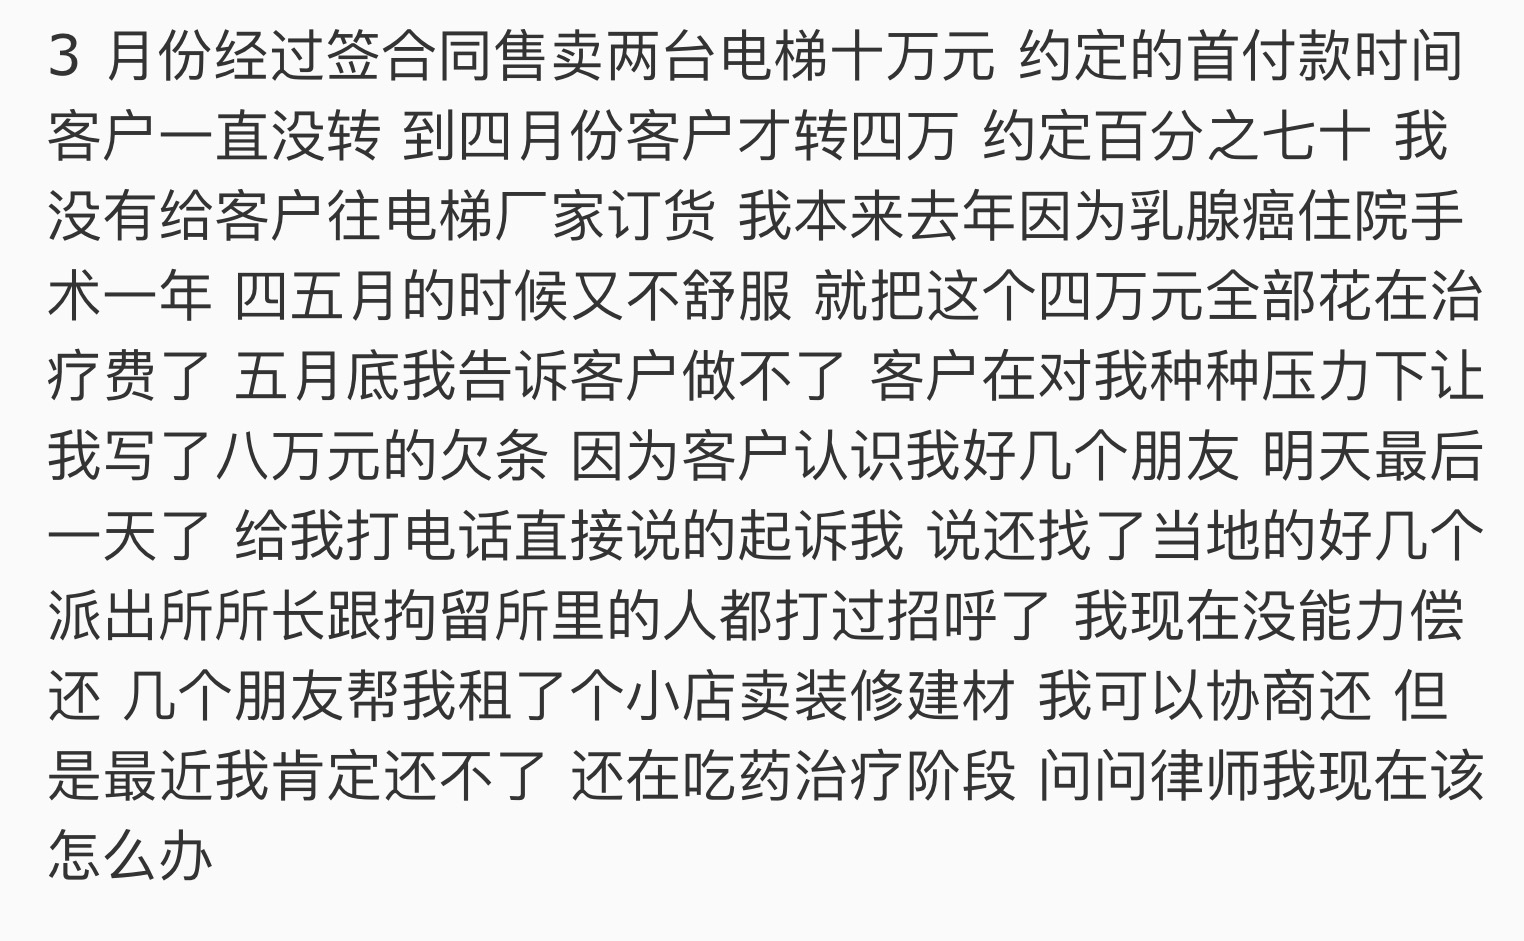 3 月份经过签合同售卖两台电梯十万元 约定的首付款时间
客户一直没转 到四月份客户才转四万 约定百分之七十 我
没有给客户往电梯厂家订货 我本来去年因为乳腺癌住院手
术一年 四五月的时候又不舒服 就把这个四万元全部花在治
疗费了 五月底我告诉客户做不了 客户在对我种种压力下让
我写了八万元的欠条 因为客户认识我好几个朋友 明天最后
一天了 给我打电话直接说的起诉我 说还找了当地的好几个
派出所所长跟拘留所里的人都打过招呼了 我现在没能力偿
还 几个朋友帮我租了个小店卖装修建材 我可以协商还 但
是最近我肯定还不了 还在吃药治疗阶段 问问律师我现在该
怎么办